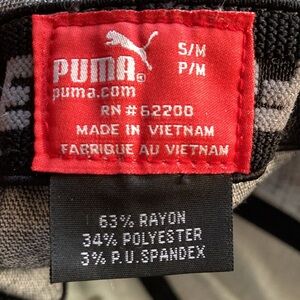 PUMA®
S/M
P/M
puma.com
RN # 62200
MADE IN VIETNAM
FABRIQUE AU VIETNAM
63% RAYON
34% POLYESTER
3% P.U.SPANDEX